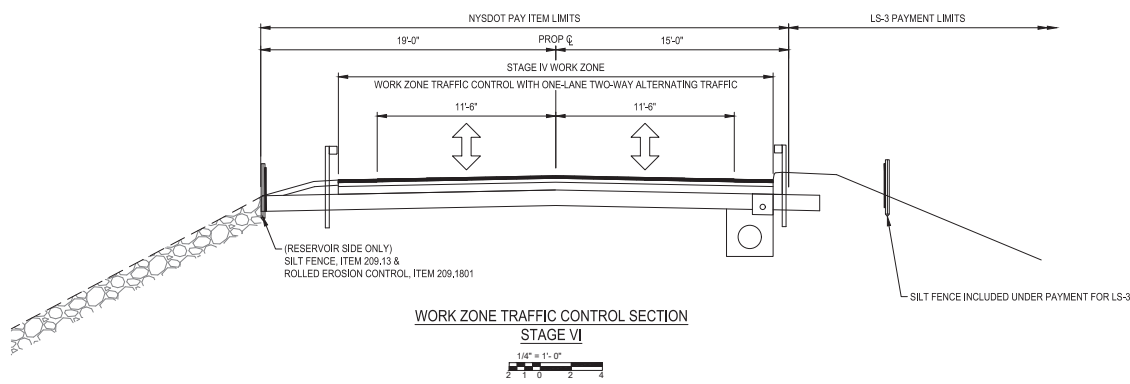 NYSDOT PAY ITEM LIMITS
LS-3 PAYMENT LIMITS
19'-0"
PROP ℄
15'-0"
STAGE IV WORK ZONE
WORK ZONE TRAFFIC CONTROL WITH ONE-LANE TWO-WAY ALTERNATING TRAFFIC
11'-6"
11'-6"
(RESERVOIR SIDE ONLY)
SILT FENCE, ITEM 209.13 &
ROLLED EROSION CONTROL, ITEM 209.1801
SILT FENCE INCLUDED UNDER PAYMENT FOR LS-3
WORK ZONE TRAFFIC CONTROL SECTION
STAGE VI
1/4" = 1'- 0"
2 1 0 2 4